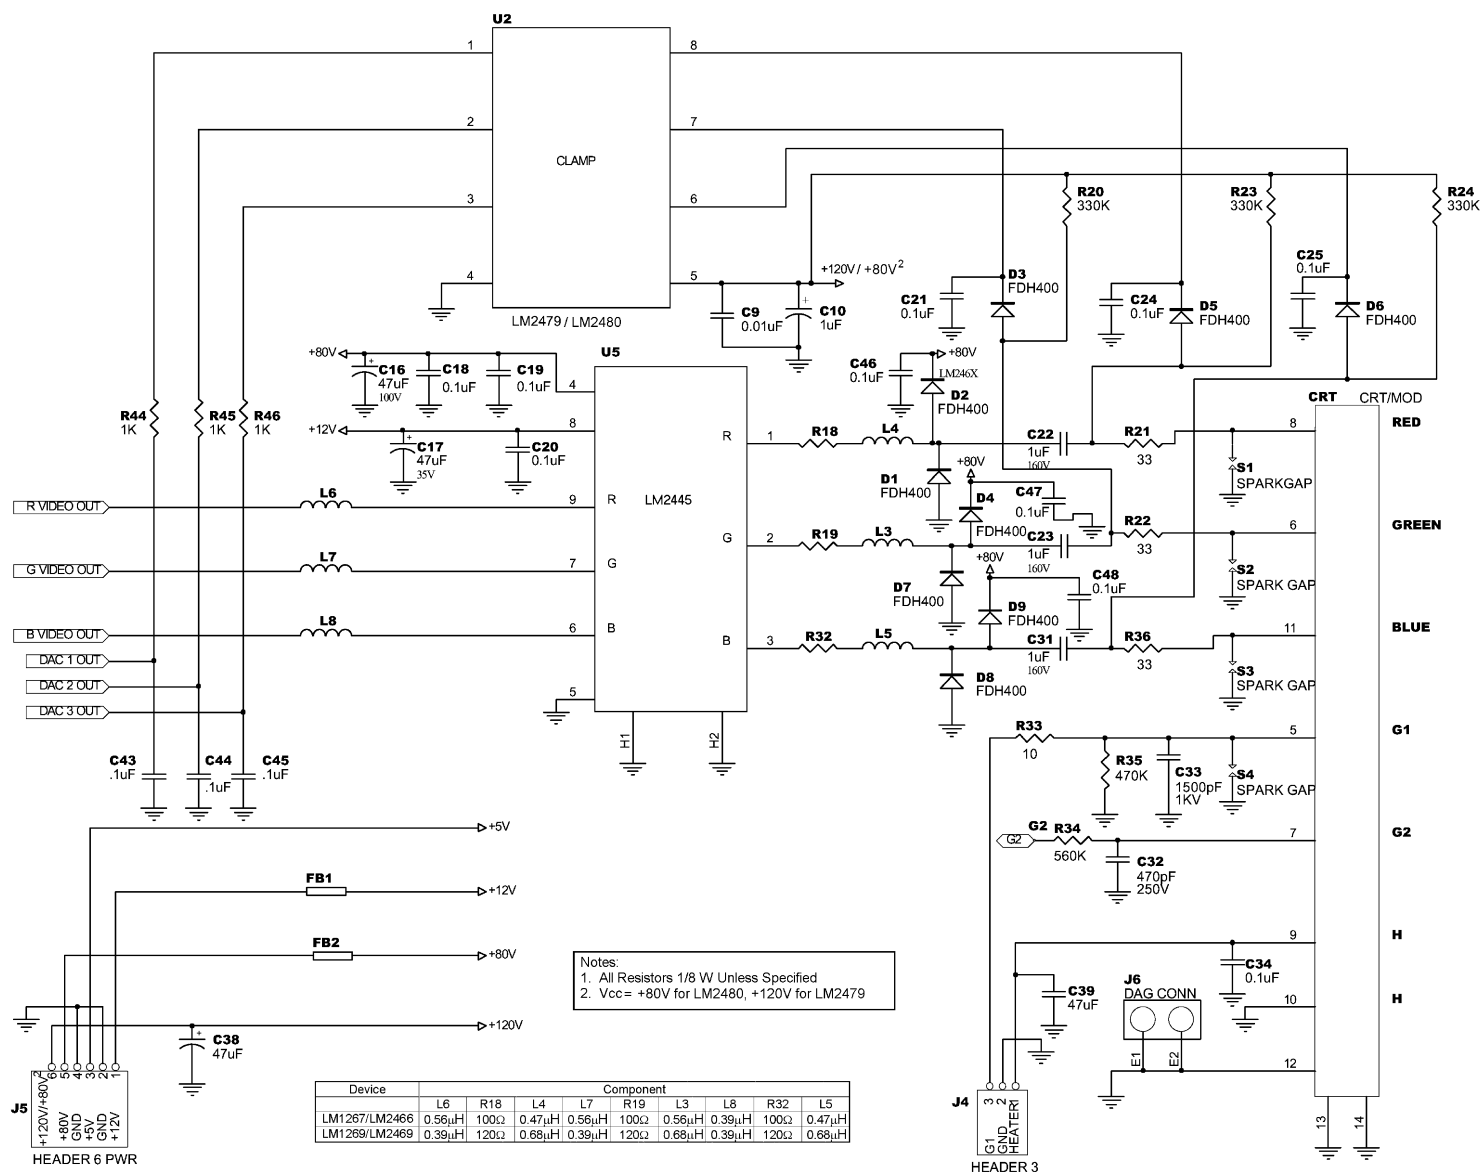 U2
1
8
2
7
CLAMP
3
6
4
5
LM2479 / LM2480
+120V / +80V2
C9
0.01uF
C10
1uF
+
R20
330K
R23
330K
R24
330K
D3
FDH400
C21
0.1uF
C24
0.1uF
D5
FDH400
C25
0.1uF
D6
FDH400
U5
+80V
C16
47uF
100V
+
C18
0.1uF
C19
0.1uF
4
+12V
C17
47uF
35V
+
C20
0.1uF
8
R44
1K
R45
1K
R46
1K
C46
0.1uF
+80V
LM246X
D2
FDH400
CRT
CRT/MOD
R
1
R18
L4
C22
1uF
160V
R21
33
8
RED
S1
SPARKGAP
D1
FDH400
+80V
D4
FDH400
C47
0.1uF
R VIDEO OUT
L6
9
R
LM2445
G
2
R19
L3
C23
1uF
160V
R22
33
6
GREEN
S2
SPARK GAP
G VIDEO OUT
L7
7
G
D7
FDH400
+80V
D9
FDH400
C48
0.1uF
B VIDEO OUT
L8
6
B
B
3
R32
L5
C31
1uF
160V
R36
33
11
BLUE
S3
SPARK GAP
D8
FDH400
DAC 1 OUT
DAC 2 OUT
DAC 3 OUT
5
H1
H2
C43
.1uF
C44
.1uF
C45
.1uF
R33
10
R35
470K
C33
1500pF
1KV
S4
SPARK GAP
5
G1
G2
G2
R34
560K
C32
470pF
250V
7
G2
+5V
FB1
+12V
FB2
+80V
+120V
C38
47uF
+
Notes:
1. All Resistors 1/8 W Unless Specified
2. Vcc = +80V for LM2480, +120V for LM2479
9
H
C34
0.1uF
C39
47uF
J6
DAG CONN
E1
E2
10
H
12
13
14
J5
6
5
4
3
2
1
+120V/+80V2
+80V
GND
+5V
GND
+12V
HEADER 6 PWR
Device Component
L6 R18 L4 L7 R19 L3 L8 R32 L5
LM1267/LM2466 0.56µH 100Ω 0.47µH 0.56µH 100Ω 0.56µH 0.39µH 100Ω 0.47µH
LM1269/LM2469 0.39µH 120Ω 0.68µH 0.39µH 120Ω 0.68µH 0.39µH 120Ω 0.68µH
J4
3
2
1
G1
GND
HEATER
HEADER 3